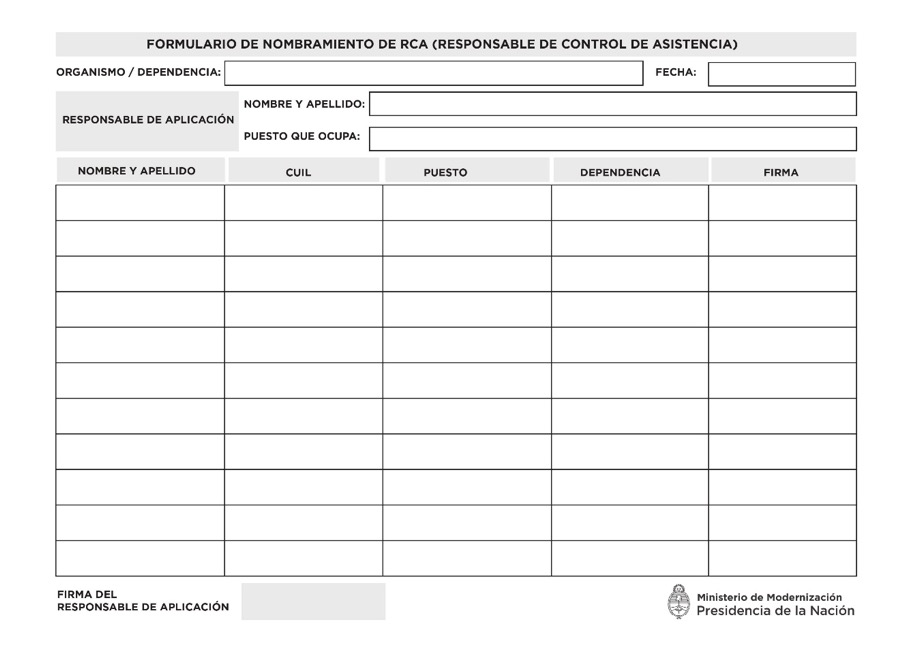 FORMULARIO DE NOMBRAMIENTO DE RCA (RESPONSABLE DE CONTROL DE ASISTENCIA)
ORGANISMO / DEPENDENCIA: FECHA:
RESPONSABLE DE APLICACIÓN
NOMBRE Y APELLIDO:
PUESTO QUE OCUPA:
NOMBRE Y APELLIDO CUIL PUESTO DEPENDENCIA FIRMA
FIRMA DEL
RESPONSABLE DE APLICACIÓN
Ministerio de Modernización
Presidencia de la Nación